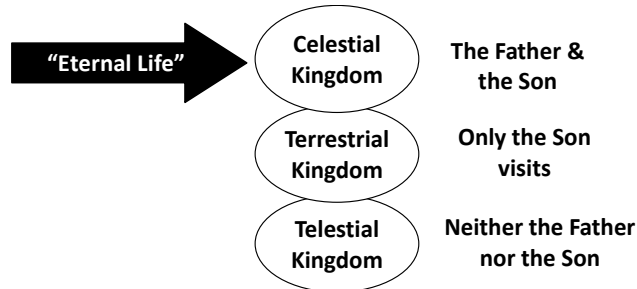 “Eternal Life”
Celestial
Kingdom
The Father &
the Son
Terrestrial
Kingdom
Only the Son
visits
Telestial
Kingdom
Neither the Father
nor the Son